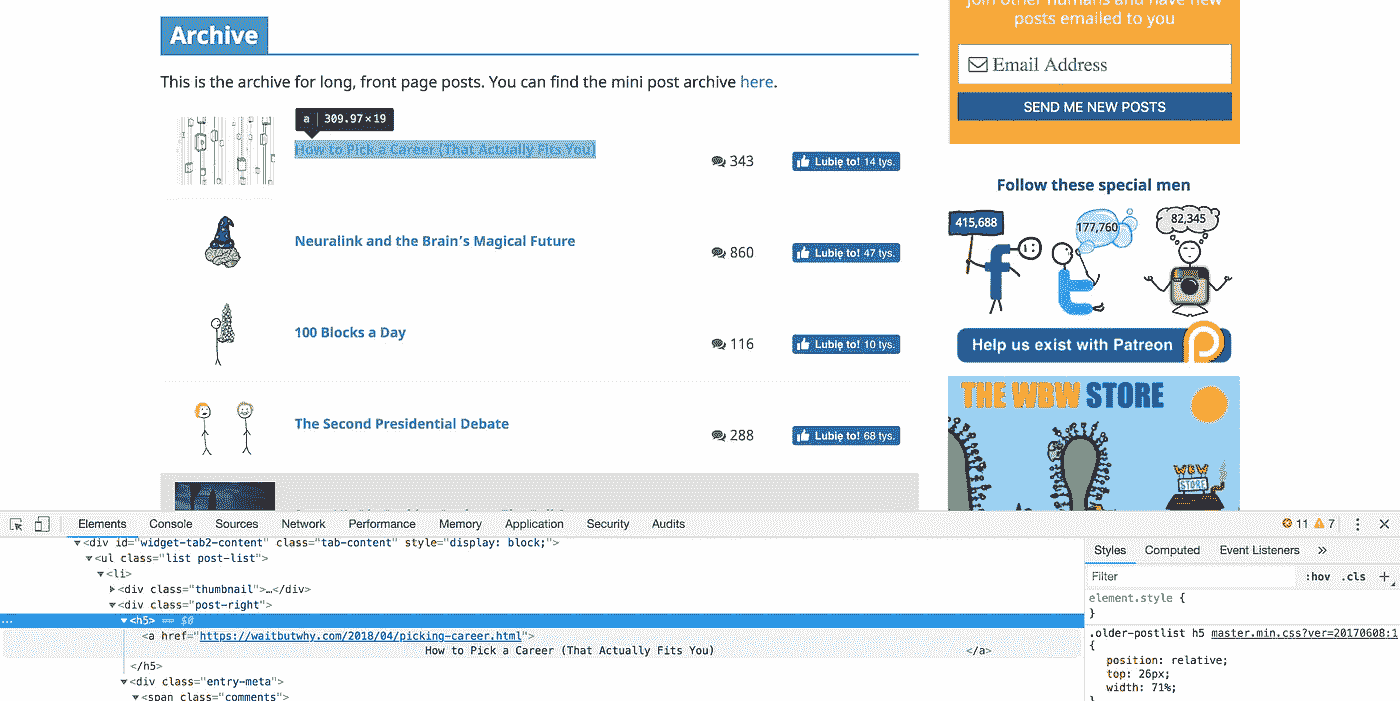 Join other humans and have new
posts emailed to you
Email Address
SEND ME NEW POSTS
Archive
This is the archive for long, front page posts. You can find the mini post archive here.
a 309.97×19
How to Pick a Career (That Actually Fits You)
343
Lubię to! 14 tys.
Neuralink and the Brain's Magical Future
860
Lubię to! 47 tys.
100 Blocks a Day
116
Lubię to! 10 tys.
The Second Presidential Debate
288
Lubię to! 68 tys.
Follow these special men
415,688
177,760
82,345
Help us exist with Patreon
THE WBW STORE
WBW
STORE
Elements Console Sources Network Performance Memory Application Security Audits
11 7
<div id="widget-tab2-content" class="tab-content" style="display: block;">
<ul class="list post-list">
<li>
<div class="thumbnail">…</div>
<div class="post-right">
... <h5> == $0
<a href="https://waitbutwhy.com/2018/04/picking-career.html">
How to Pick a Career (That Actually Fits You) </a>
</h5>
<div class="entry-meta">
<span class="comments">
Styles Computed Event Listeners »
Filter :hov .cls +
element.style {
}
.older-postlist h5 master.min.css?ver=20170608:1
{
position: relative;
top: 26px;
width: 71%;
}